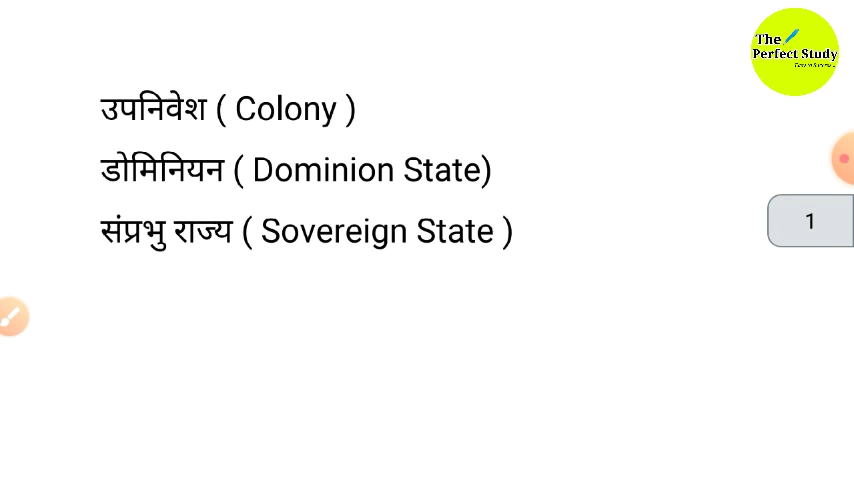 The
Perfect Study
उपनिवेश ( Colony )
डोमिनियन ( Dominion State)
संप्रभु राज्य ( Sovereign State )
1